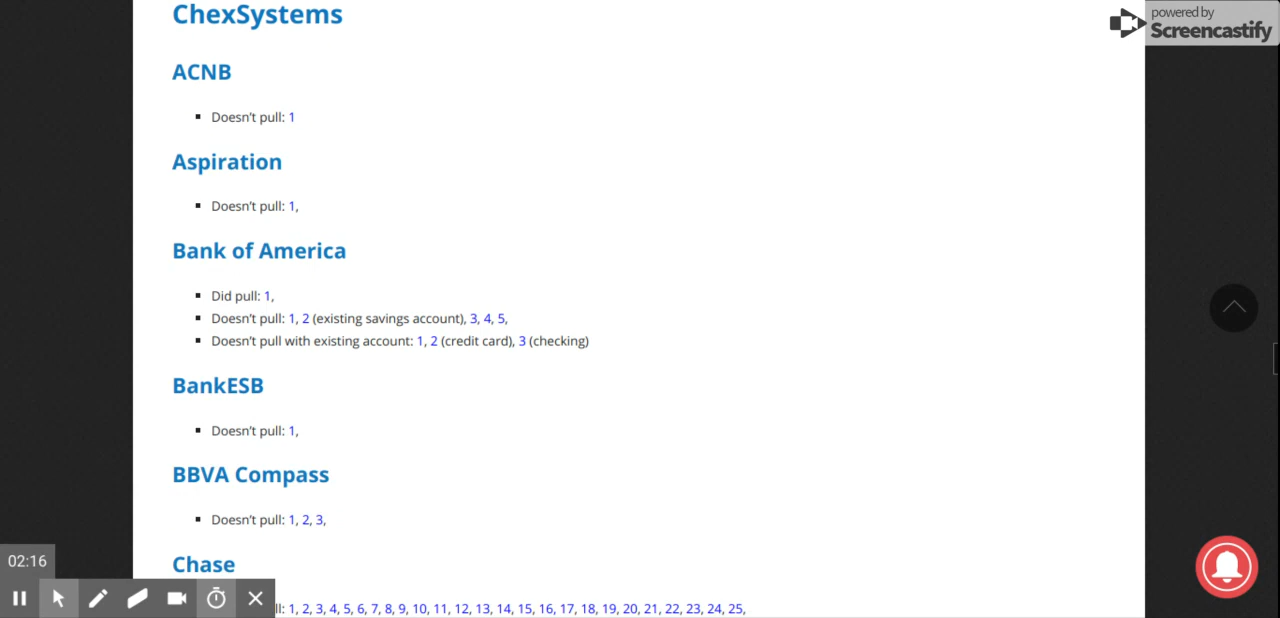 ChexSystems
powered by
Screencastify
ACNB
Doesn't pull: 1
Aspiration
Doesn't pull: 1,
Bank of America
Did pull: 1,
Doesn't pull: 1, 2 (existing savings account), 3, 4, 5,
Doesn't pull with existing account: 1, 2 (credit card), 3 (checking)
BankESB
Doesn't pull: 1,
BBVA Compass
Doesn't pull: 1, 2, 3,
02:16
Chase
ll: 1, 2, 3, 4, 5, 6, 7, 8, 9, 10, 11, 12, 13, 14, 15, 16, 17, 18, 19, 20, 21, 22, 23, 24, 25,